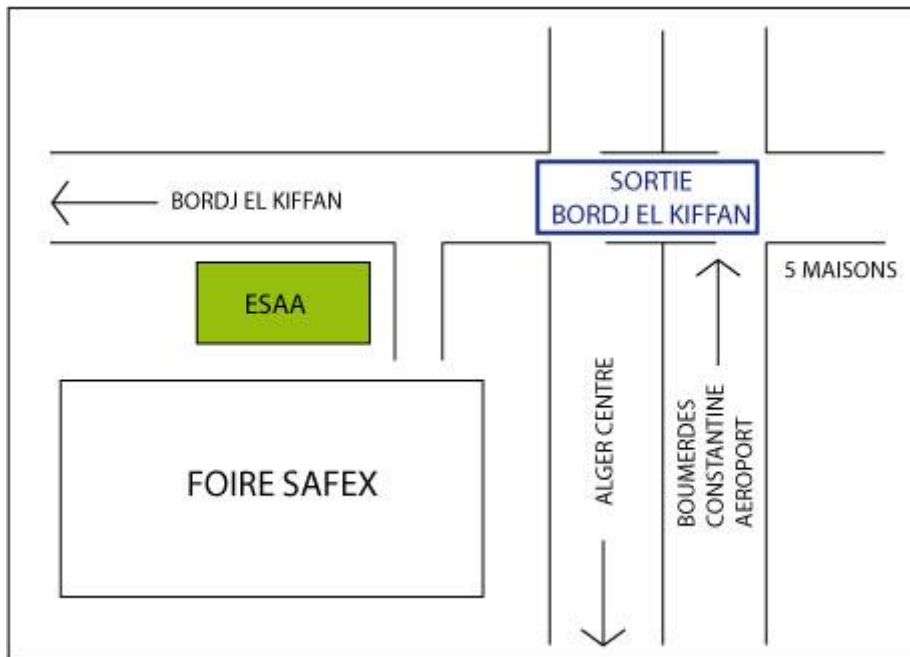 SORTIE
BORDJ EL KIFFAN
BORDJ EL KIFFAN
5 MAISONS
ESAA
FOIRE SAFEX
ALGER CENTRE
BOUMERDES
CONSTANTINE
AEROPORT